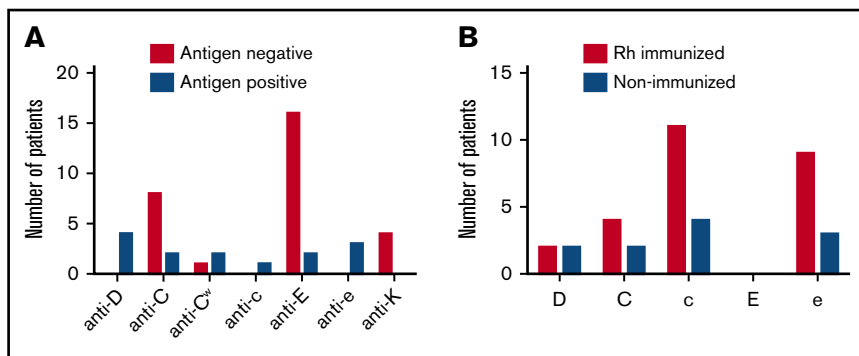 A
Antigen negative
Antigen positive
Number of patients
20
15
10
5
0
anti-D
anti-C
anti-Cʷ
anti-c
anti-E
anti-e
anti-K
B
Rh immunized
Non-immunized
Number of patients
15
10
5
0
D C c E e